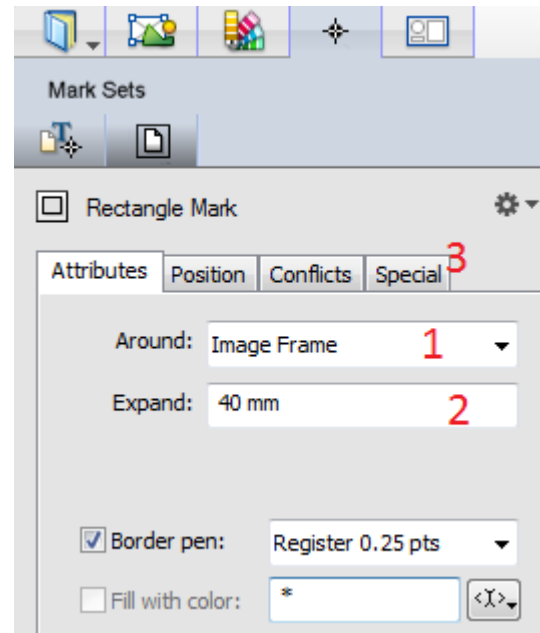 Mark Sets
Rectangle Mark
Attributes Position Conflicts Special 3
Around: Image Frame 1
Expand: 40 mm 2
Border pen: Register 0.25 pts
Fill with color: *